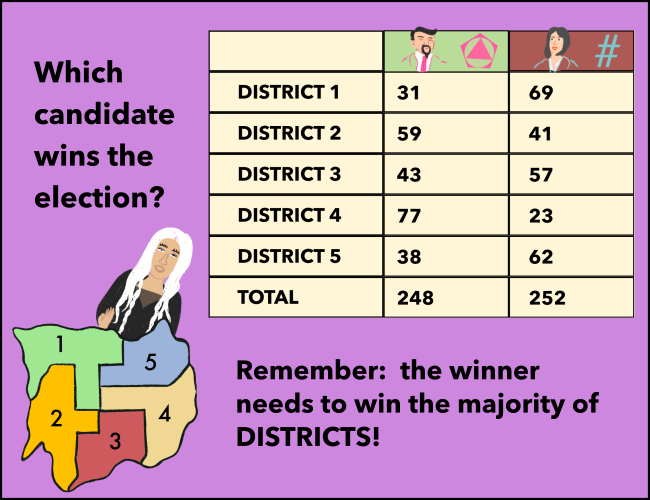 Which
candidate
wins the
election?
#
DISTRICT 1 31 69
DISTRICT 2 59 41
DISTRICT 3 43 57
DISTRICT 4 77 23
DISTRICT 5 38 62
TOTAL 248 252
1
5
2
4
3
Remember:  the winner
needs to win the majority of
DISTRICTS!